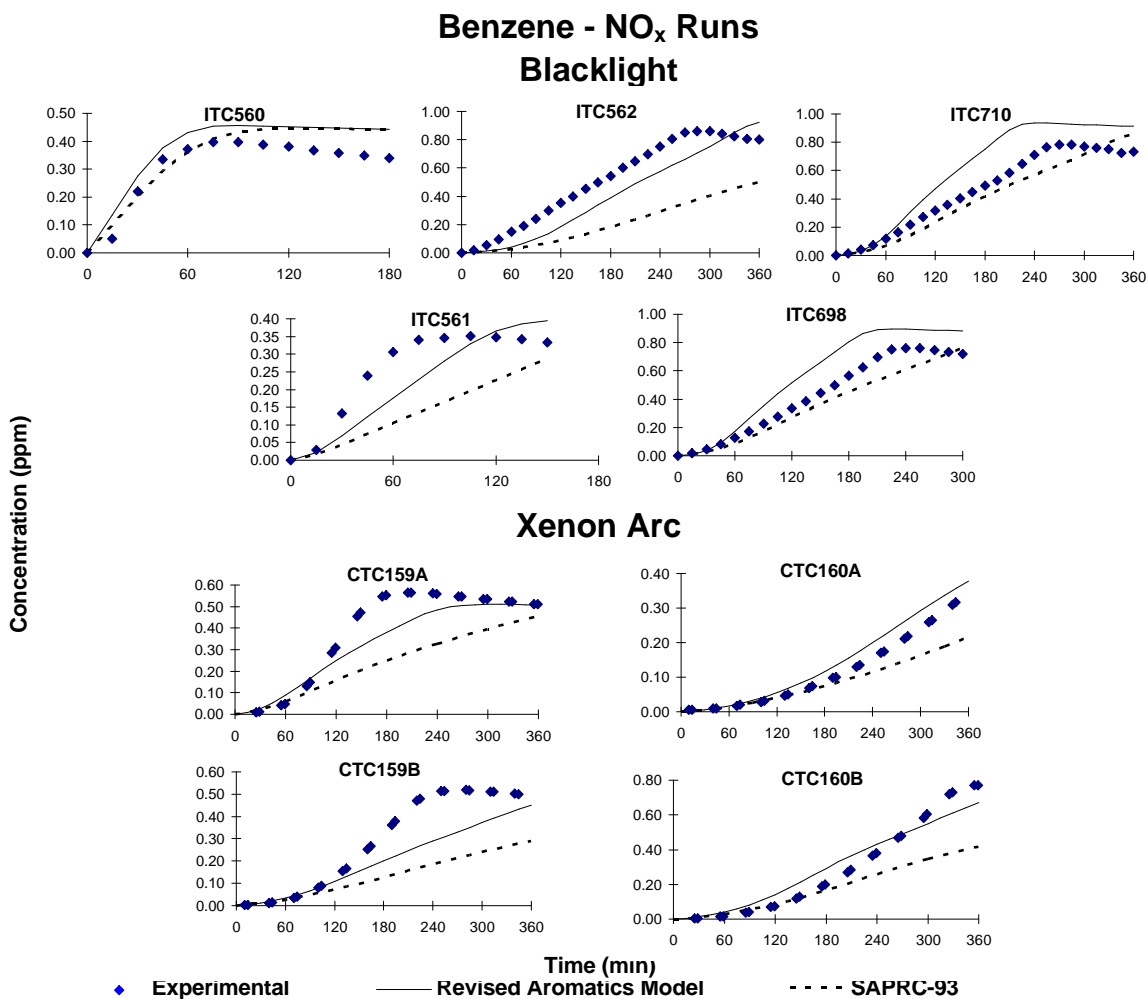 Benzene - NOx Runs
Blacklight
ITC560
0.50
0.40
0.30
0.20
0.10
0.00
0 60 120 180
ITC562
1.00
0.80
0.60
0.40
0.20
0.00
0 60 120 180 240 300 360
ITC710
1.00
0.80
0.60
0.40
0.20
0.00
0 60 120 180 240 300 360
ITC561
0.40
0.35
0.30
0.25
0.20
0.15
0.10
0.05
0.00
0 60 120 180
ITC698
1.00
0.80
0.60
0.40
0.20
0.00
0 60 120 180 240 300
Concentration (ppm)
Xenon Arc
CTC159A
0.60
0.50
0.40
0.30
0.20
0.10
0.00
0 60 120 180 240 300 360
CTC160A
0.40
0.30
0.20
0.10
0.00
0 60 120 180 240 300 360
CTC159B
0.60
0.50
0.40
0.30
0.20
0.10
0.00
0 60 120 180 240 300 360
CTC160B
0.80
0.60
0.40
0.20
0.00
0 60 120 180 240 300 360
Time (min)
Experimental Revised Aromatics Model SAPRC-93